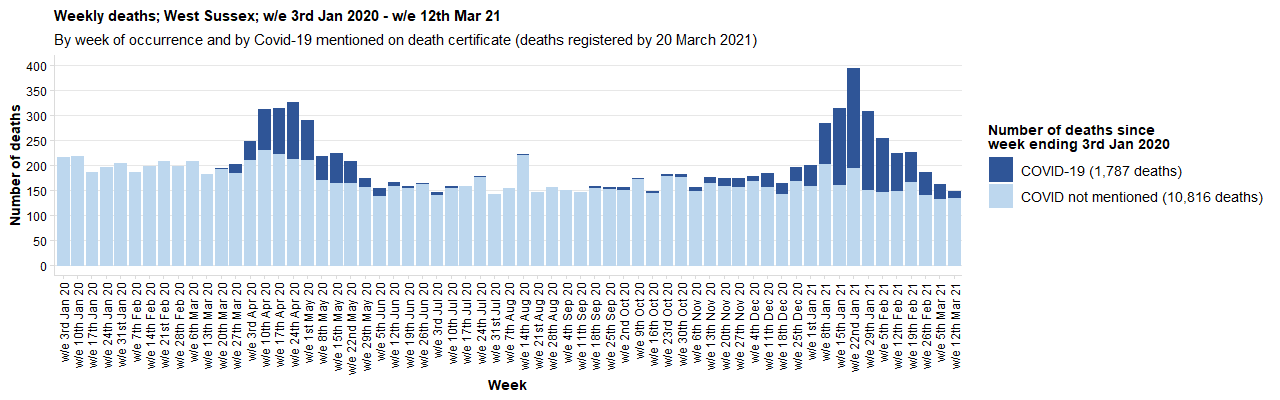 Weekly deaths; West Sussex; w/e 3rd Jan 2020 - w/e 12th Mar 21
By week of occurrence and by Covid-19 mentioned on death certificate (deaths registered by 20 March 2021)
Number of deaths
400
350
300
250
200
150
100
50
0
w/e 3rd Jan 20
w/e 10th Jan 20
w/e 17th Jan 20
w/e 24th Jan 20
w/e 31st Jan 20
w/e 7th Feb 20
w/e 14th Feb 20
w/e 21st Feb 20
w/e 28th Feb 20
w/e 6th Mar 20
w/e 13th Mar 20
w/e 20th Mar 20
w/e 27th Mar 20
w/e 3rd Apr 20
w/e 10th Apr 20
w/e 17th Apr 20
w/e 24th Apr 20
w/e 1st May 20
w/e 8th May 20
w/e 15th May 20
w/e 22nd May 20
w/e 29th May 20
w/e 5th Jun 20
w/e 12th Jun 20
w/e 19th Jun 20
w/e 26th Jun 20
w/e 3rd Jul 20
w/e 10th Jul 20
w/e 17th Jul 20
w/e 24th Jul 20
w/e 31st Jul 20
w/e 7th Aug 20
w/e 14th Aug 20
w/e 21st Aug 20
w/e 28th Aug 20
w/e 4th Sep 20
w/e 11th Sep 20
w/e 18th Sep 20
w/e 25th Sep 20
w/e 2nd Oct 20
w/e 9th Oct 20
w/e 16th Oct 20
w/e 23rd Oct 20
w/e 30th Oct 20
w/e 6th Nov 20
w/e 13th Nov 20
w/e 20th Nov 20
w/e 27th Nov 20
w/e 4th Dec 20
w/e 11th Dec 20
w/e 18th Dec 20
w/e 25th Dec 20
w/e 1st Jan 21
w/e 8th Jan 21
w/e 15th Jan 21
w/e 22nd Jan 21
w/e 29th Jan 21
w/e 5th Feb 21
w/e 12th Feb 21
w/e 19th Feb 21
w/e 26th Feb 21
w/e 5th Mar 21
w/e 12th Mar 21
Week
Number of deaths since
week ending 3rd Jan 2020
COVID-19 (1,787 deaths)
COVID not mentioned (10,816 deaths)